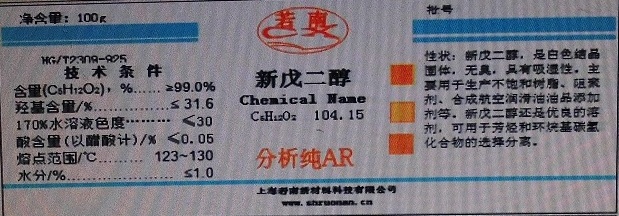 净含量：100g
HG/T2309-925
技术条件
含量(C₅H₁₂O₂)，%……≥99.0%
羟基含量/%…………≤ 31.6
170%水溶液色度……… ≤30
酸含量(以醋酸计)/% ≤0.05
熔点范围/℃……… 123~130
水分/%………………≤1.0
若南
新戊二醇
Chemical Name
C₅H₁₂O₂ 104.15
分析纯AR
上海若南新材料科技有限公司
www.shruonan.cn
批号
性状：新戊二醇，是白色结晶
固体，无臭，具有吸湿性。主
要用于生产不饱和树脂、阻聚
剂、合成航空润滑油油品添加
剂等。新戊二醇还是优良的溶
剂，可用于芳烃和环烷基碳氢
化合物的选择分离。